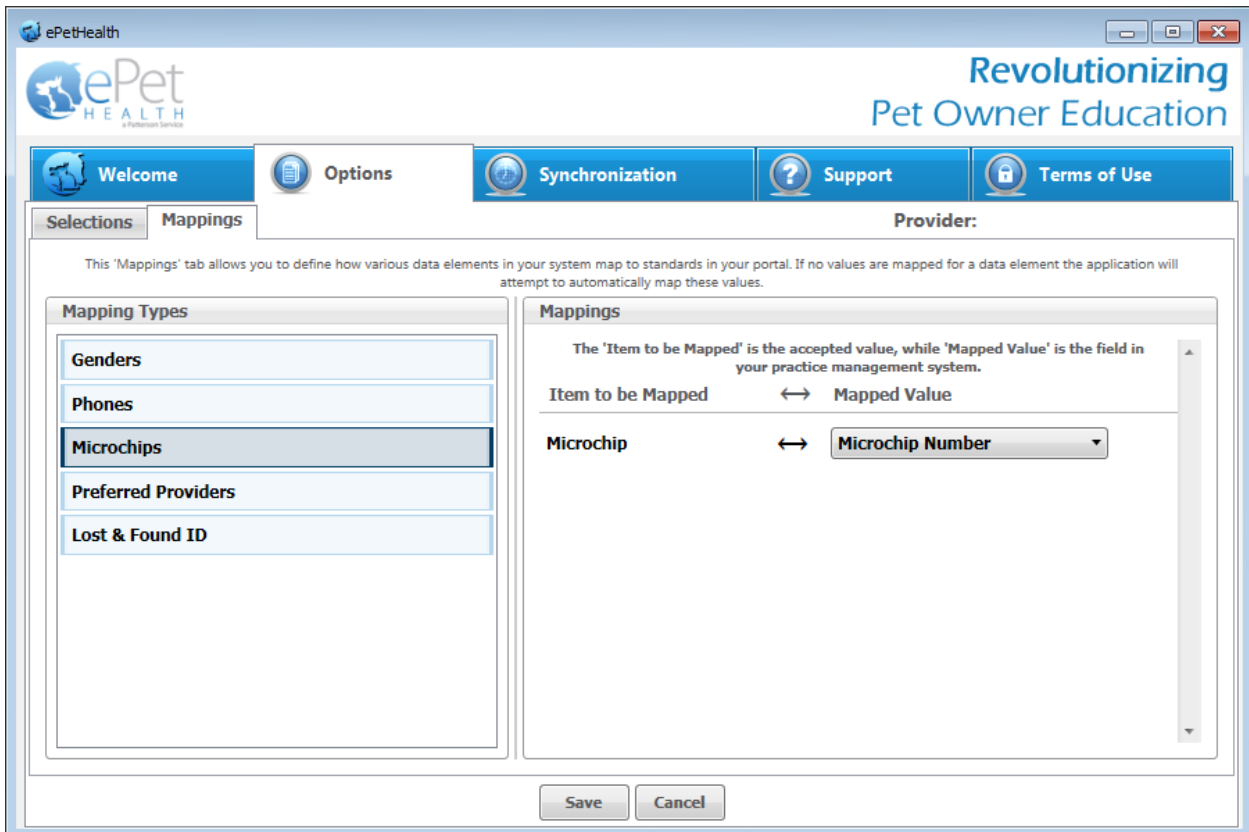 ePetHealth
ePet
HEALTH
a Patterson Service
Revolutionizing
Pet Owner Education
Welcome
Options
Synchronization
? Support
Terms of Use
Selections
Mappings
Provider:
This 'Mappings' tab allows you to define how various data elements in your system map to standards in your portal. If no values are mapped for a data element the application will
attempt to automatically map these values.
Mapping Types
Genders
Phones
Microchips
Preferred Providers
Lost & Found ID
Mappings
The 'Item to be Mapped' is the accepted value, while 'Mapped Value' is the field in
your practice management system.
Item to be Mapped ↔ Mapped Value
Microchip ↔ Microchip Number
Save
Cancel